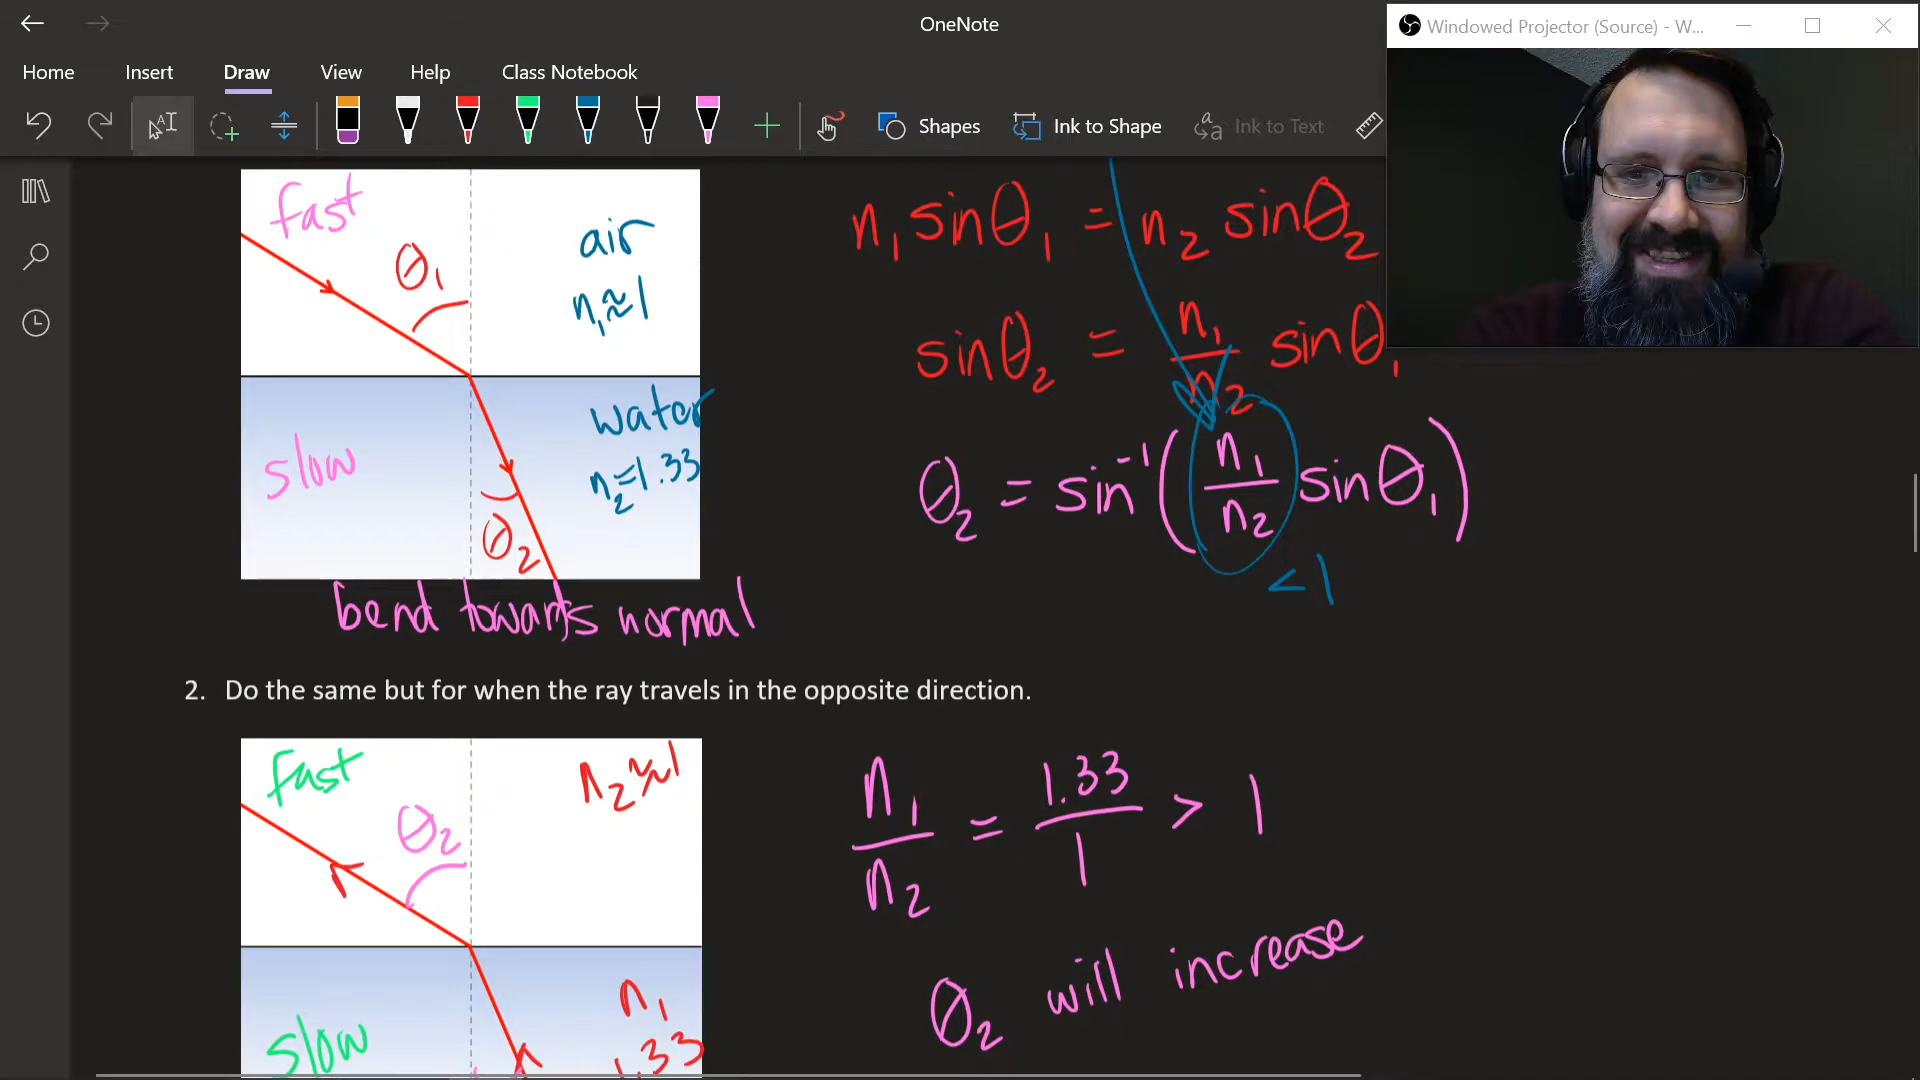 OneNote
Windowed Projector (Source) - W...
Home Insert Draw View Help Class Notebook
Shapes Ink to Shape Ink to Text
fast
θ₁
air
n₁≈1
slow
water
n₂=1.33
θ₂
bend towards normal
n₁ sinθ₁ = n₂ sinθ₂
sinθ₂ = n₁/n₂ sinθ₁
θ₂ = sin⁻¹(n₁/n₂ sinθ₁)
<1
2. Do the same but for when the ray travels in the opposite direction.
fast
θ₂
n₂≈1
slow
n₁
1.33
n₁/n₂ = 1.33/1 > 1
θ₂ will increase